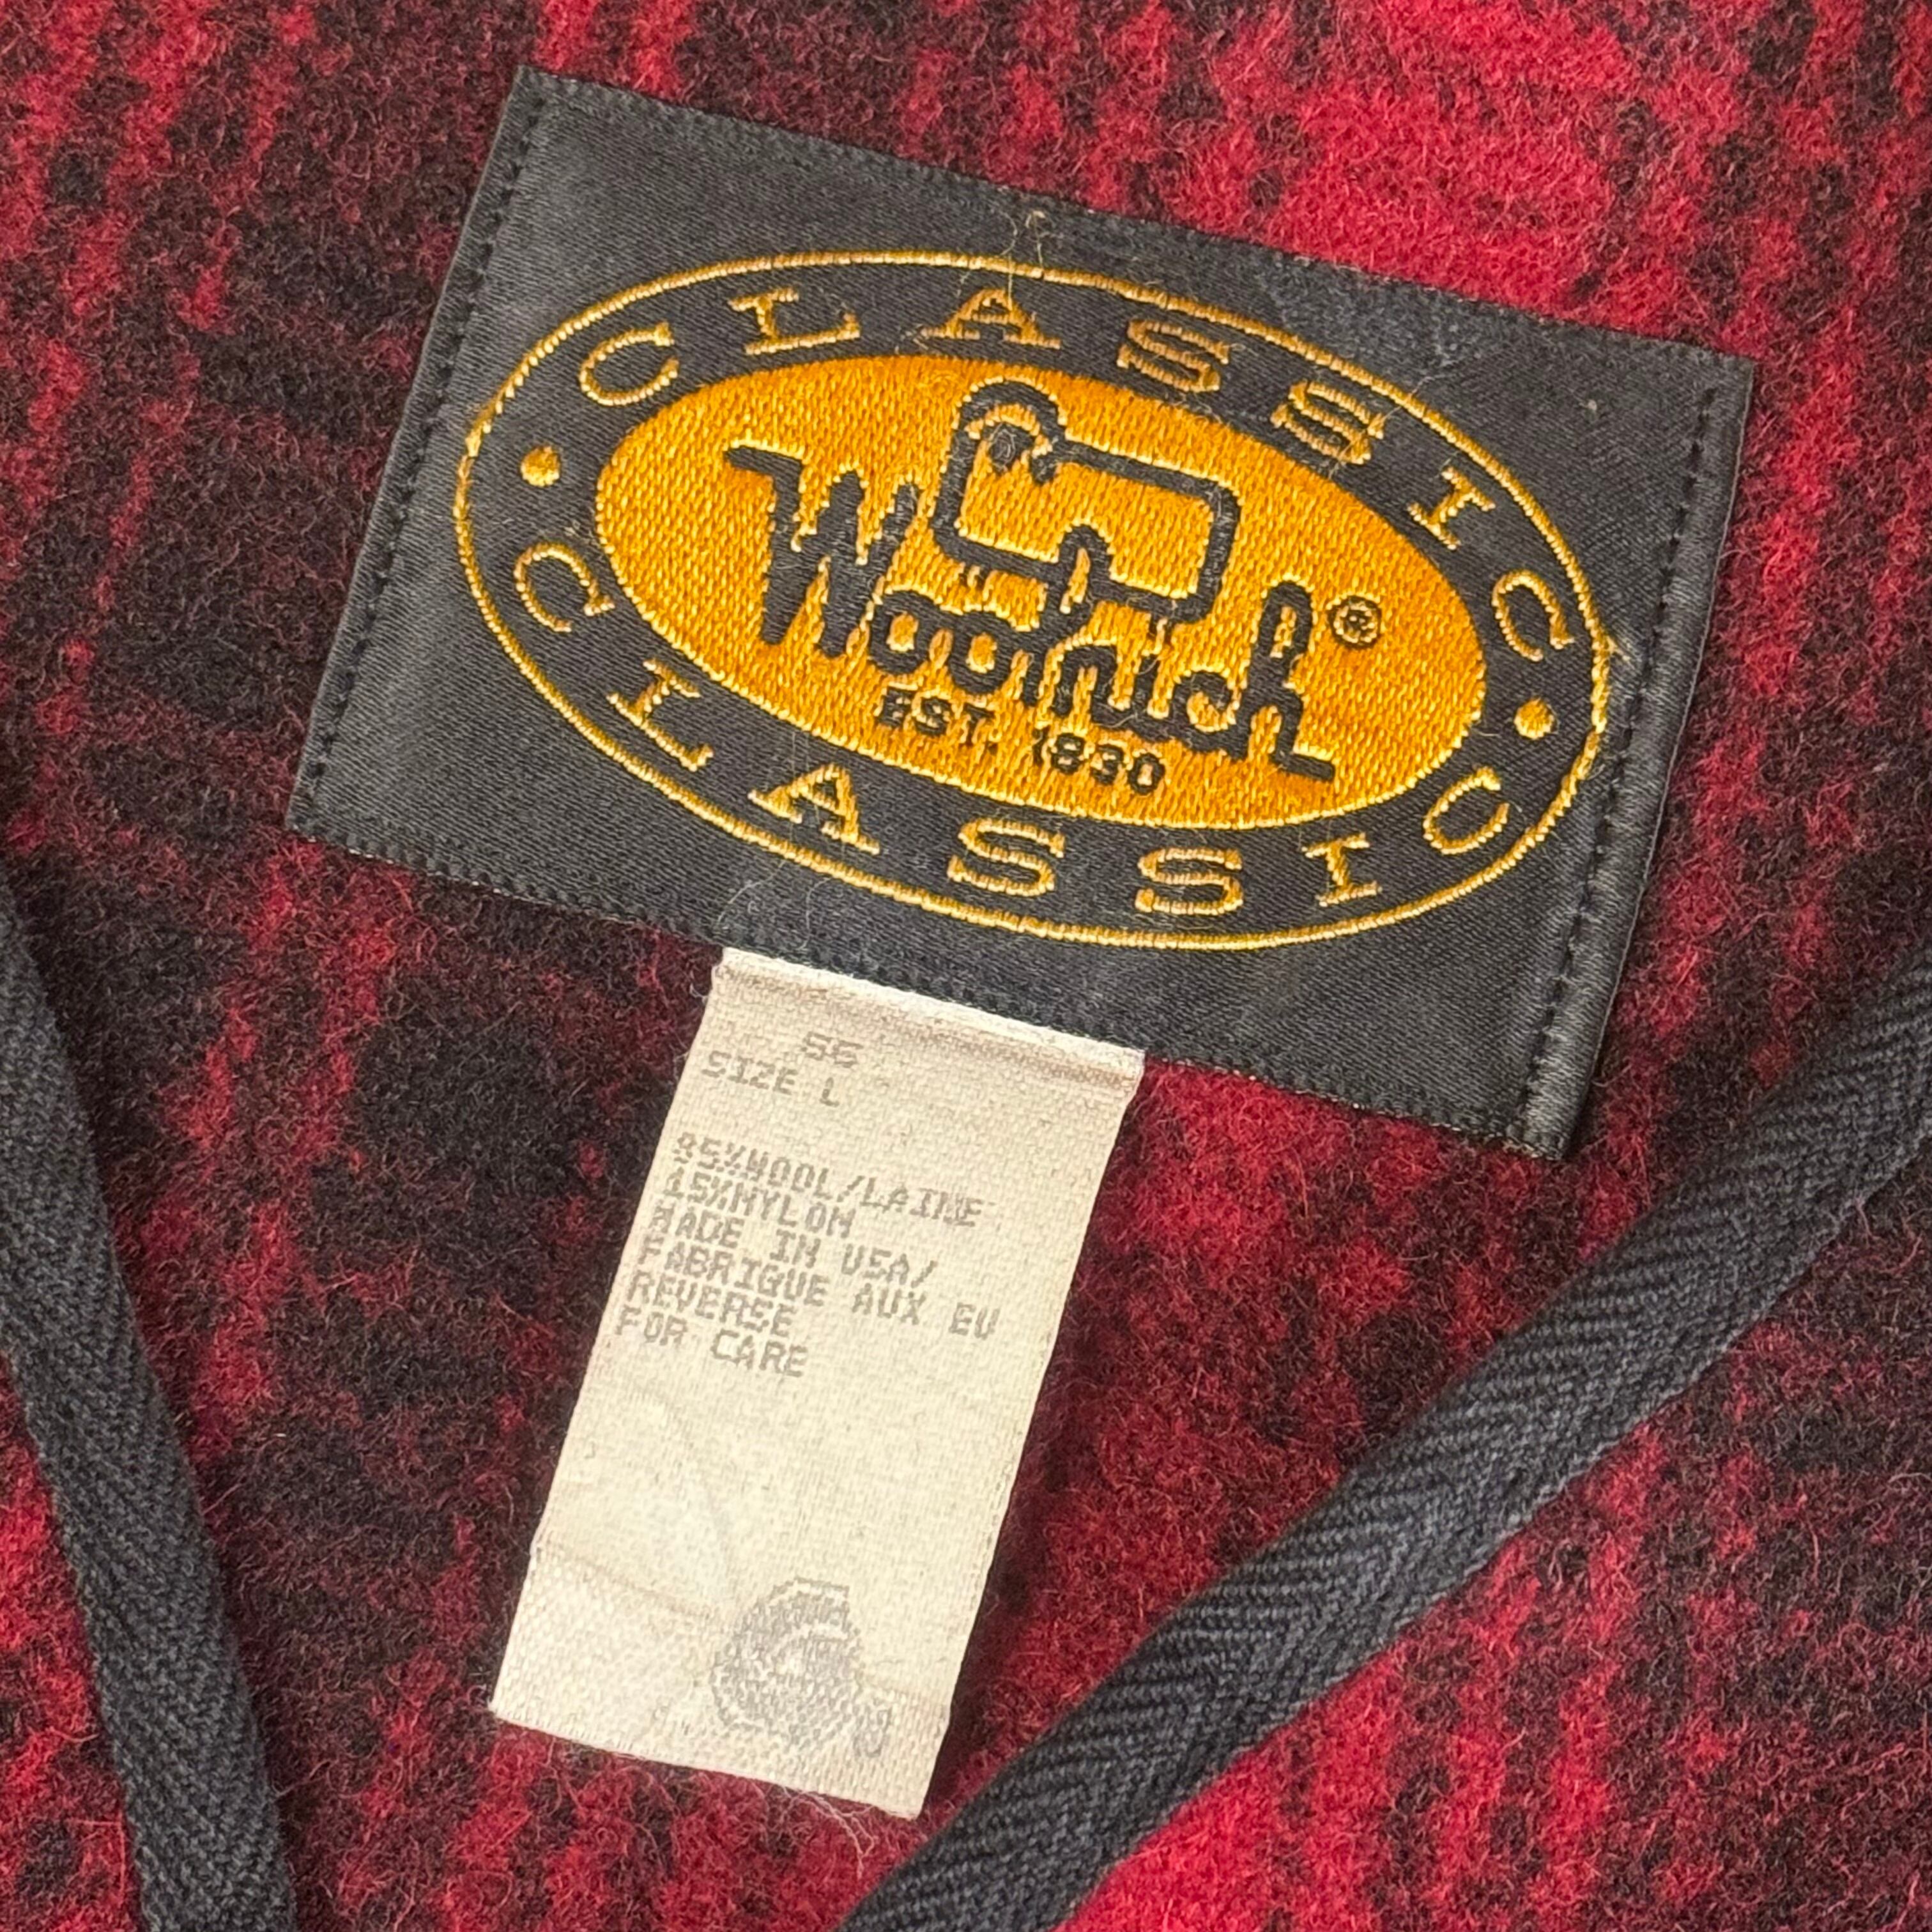 CLASSIC
Woolrich®
EST. 1830
CLASSIC
SIZE L
85%WOOL/LAINE
15%NYLON
MADE IN USA/
FABRIQUE AUX EU
REVERSE
FOR CARE